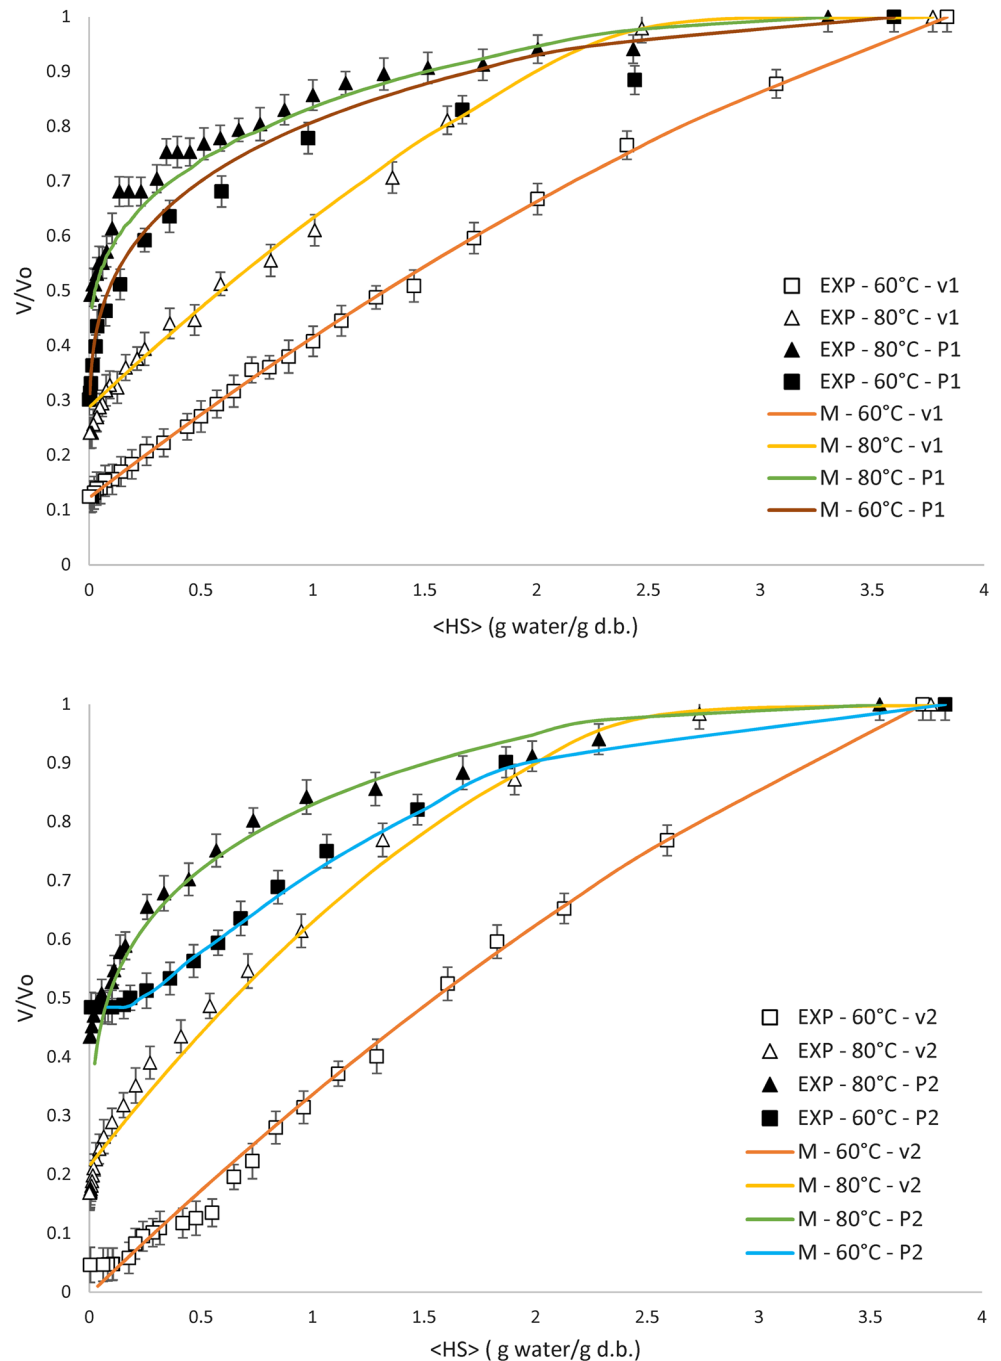 1
0.9
0.8
0.7
0.6
0.5
0.4
0.3
0.2
0.1
0
V/Vo
0 0.5 1 1.5 2 2.5 3 3.5 4
<HS> (g water/g d.b.)
EXP - 60°C - v1
EXP - 80°C - v1
EXP - 80°C - P1
EXP - 60°C - P1
M - 60°C - v1
M - 80°C - v1
M - 80°C - P1
M - 60°C - P1
1
0.9
0.8
0.7
0.6
0.5
0.4
0.3
0.2
0.1
0
V/Vo
0 0.5 1 1.5 2 2.5 3 3.5 4
<HS> ( g water/g d.b.)
EXP - 60°C - v2
EXP - 80°C - v2
EXP - 80°C - P2
EXP - 60°C - P2
M - 60°C - v2
M - 80°C - v2
M - 80°C - P2
M - 60°C - P2